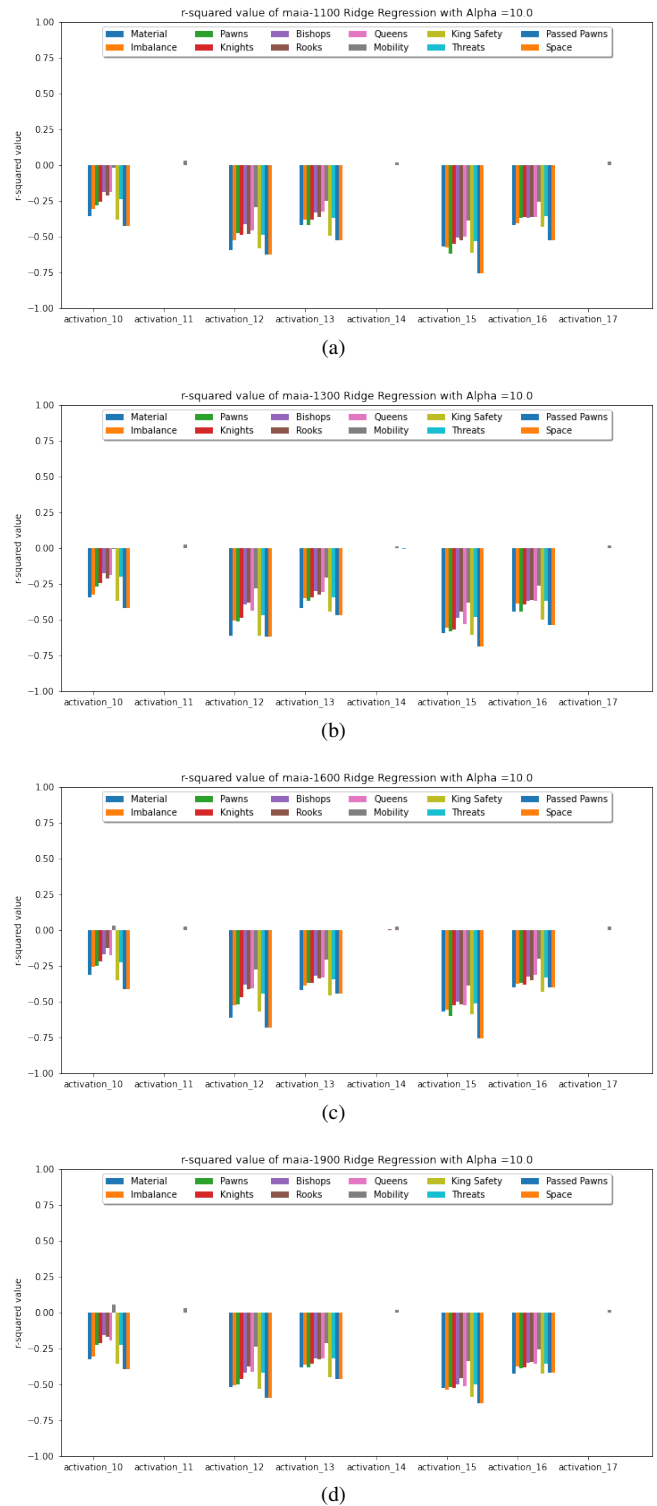 r-squared value of maia-1100 Ridge Regression with Alpha =10.0
Material Pawns Bishops Queens King Safety Passed Pawns
Imbalance Knights Rooks Mobility Threats Space
r-squared value
1.00
0.75
0.50
0.25
0.00
−0.25
−0.50
−0.75
−1.00
activation_10 activation_11 activation_12 activation_13 activation_14 activation_15 activation_16 activation_17
(a)
r-squared value of maia-1300 Ridge Regression with Alpha =10.0
Material Pawns Bishops Queens King Safety Passed Pawns
Imbalance Knights Rooks Mobility Threats Space
r-squared value
1.00
0.75
0.50
0.25
0.00
−0.25
−0.50
−0.75
−1.00
activation_10 activation_11 activation_12 activation_13 activation_14 activation_15 activation_16 activation_17
(b)
r-squared value of maia-1600 Ridge Regression with Alpha =10.0
Material Pawns Bishops Queens King Safety Passed Pawns
Imbalance Knights Rooks Mobility Threats Space
r-squared value
1.00
0.75
0.50
0.25
0.00
−0.25
−0.50
−0.75
−1.00
activation_10 activation_11 activation_12 activation_13 activation_14 activation_15 activation_16 activation_17
(c)
r-squared value of maia-1900 Ridge Regression with Alpha =10.0
Material Pawns Bishops Queens King Safety Passed Pawns
Imbalance Knights Rooks Mobility Threats Space
r-squared value
1.00
0.75
0.50
0.25
0.00
−0.25
−0.50
−0.75
−1.00
activation_10 activation_11 activation_12 activation_13 activation_14 activation_15 activation_16 activation_17
(d)